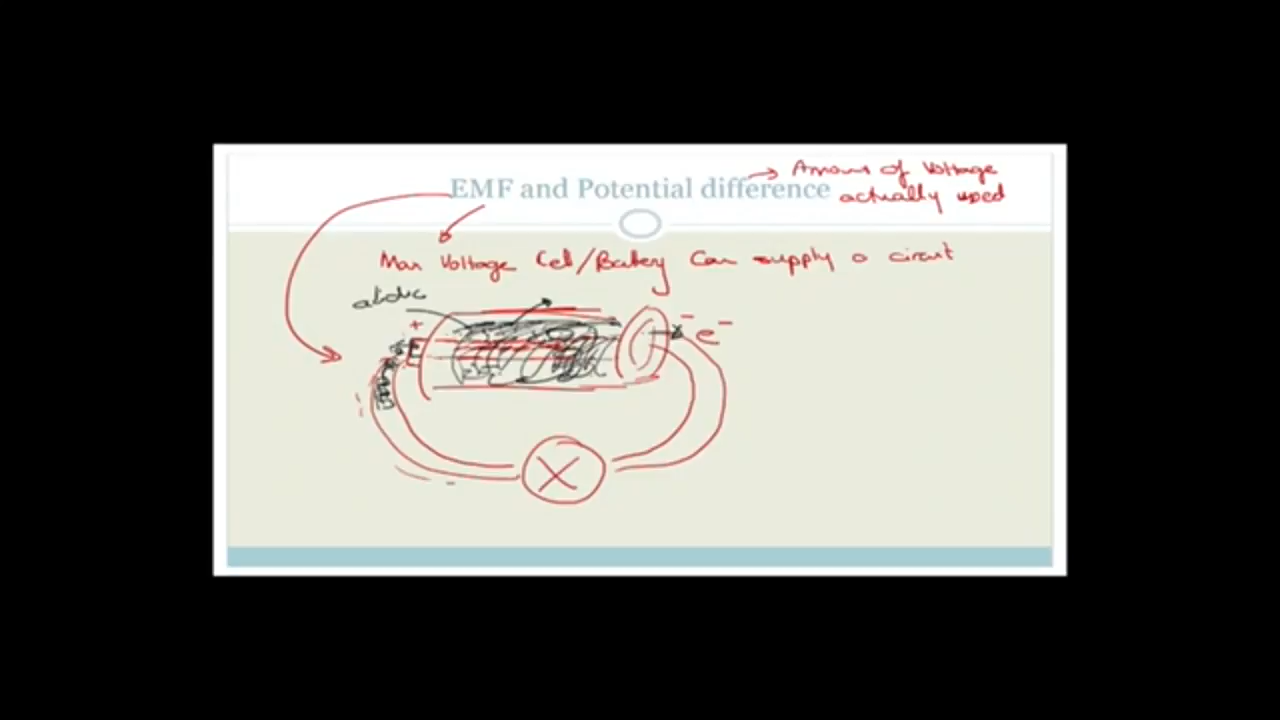 EMF and Potential difference
→ Amount of Voltage
actually used
Max Voltage Cell/Battery Can supply a circuit
+
- e⁻